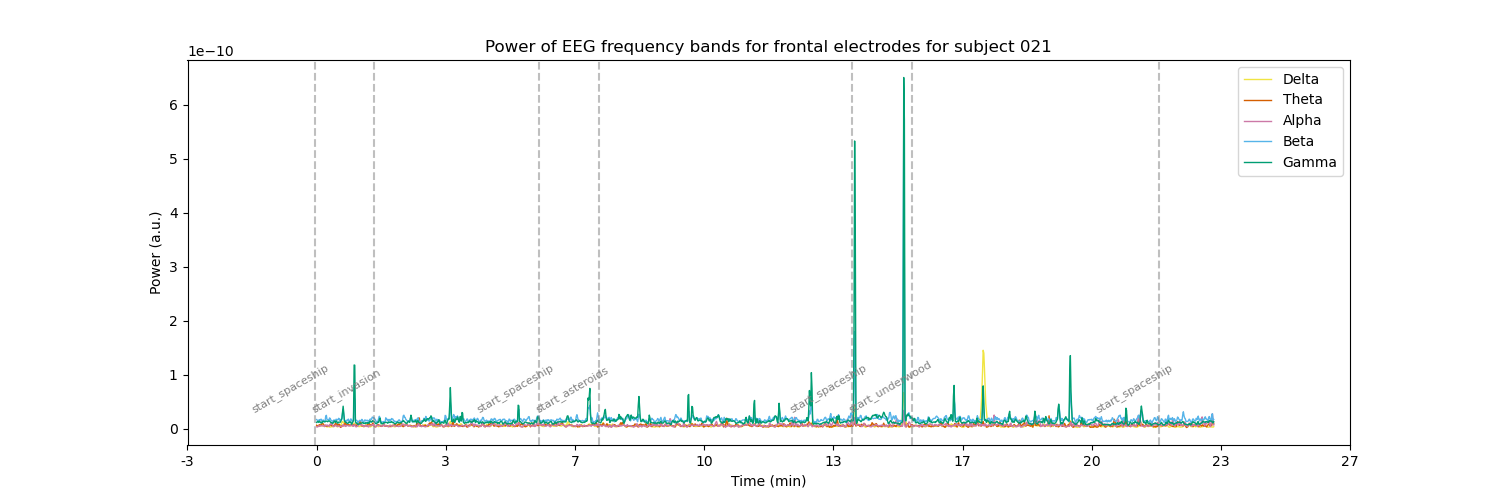 Power of EEG frequency bands for frontal electrodes for subject 021
1e−10
Delta
Theta
Alpha
Beta
Gamma
6
5
4
3
2
1
0
Power (a.u.)
start_spaceship
start_invasion
start_spaceship
start_asteroids
start_spaceship
start_underwood
start_spaceship
-3
0
3
7
10
13
17
20
23
27
Time (min)